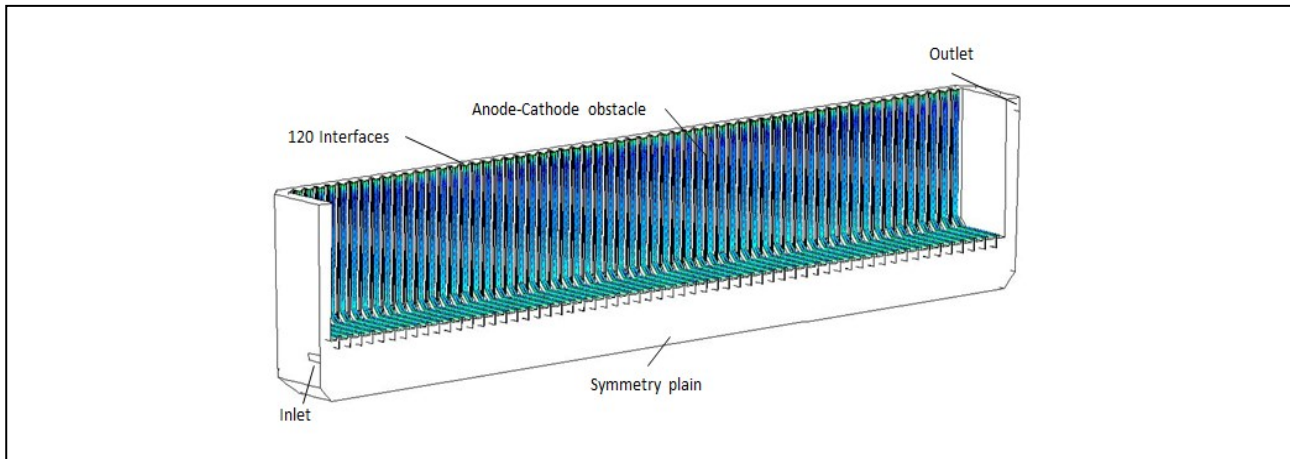 Outlet
Anode-Cathode obstacle
120 Interfaces
Symmetry plain
Inlet